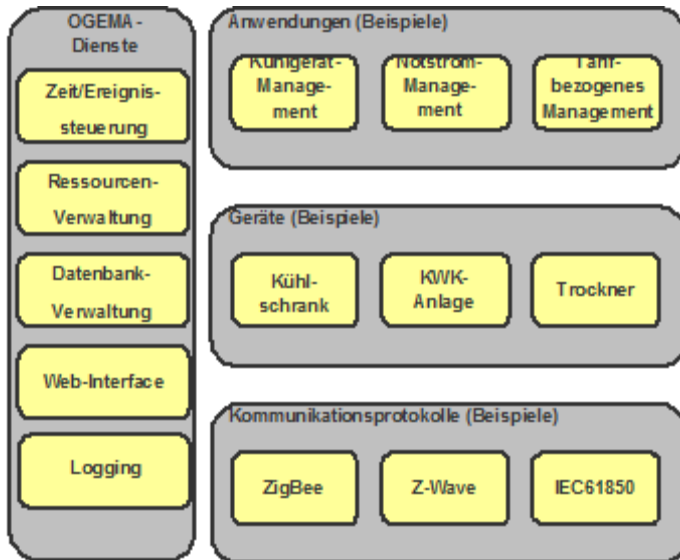 OGEMA -
Dienste
Zeit/Ereignis-
steuerung
Ressourcen-
Verwaltung
Datenbank-
Verwaltung
Web-Interface
Logging
Anwendungen (Beispiele)
Kühlgerät-
Manage-
ment
Notstrom-
Manage-
ment
Tarif-
bezogenes
Management
Geräte (Beispiele)
Kühl-
schrank
KWK-
Anlage
Trockner
Kommunikationsprotokolle (Beispiele)
ZigBee
Z-Wave
IEC61850